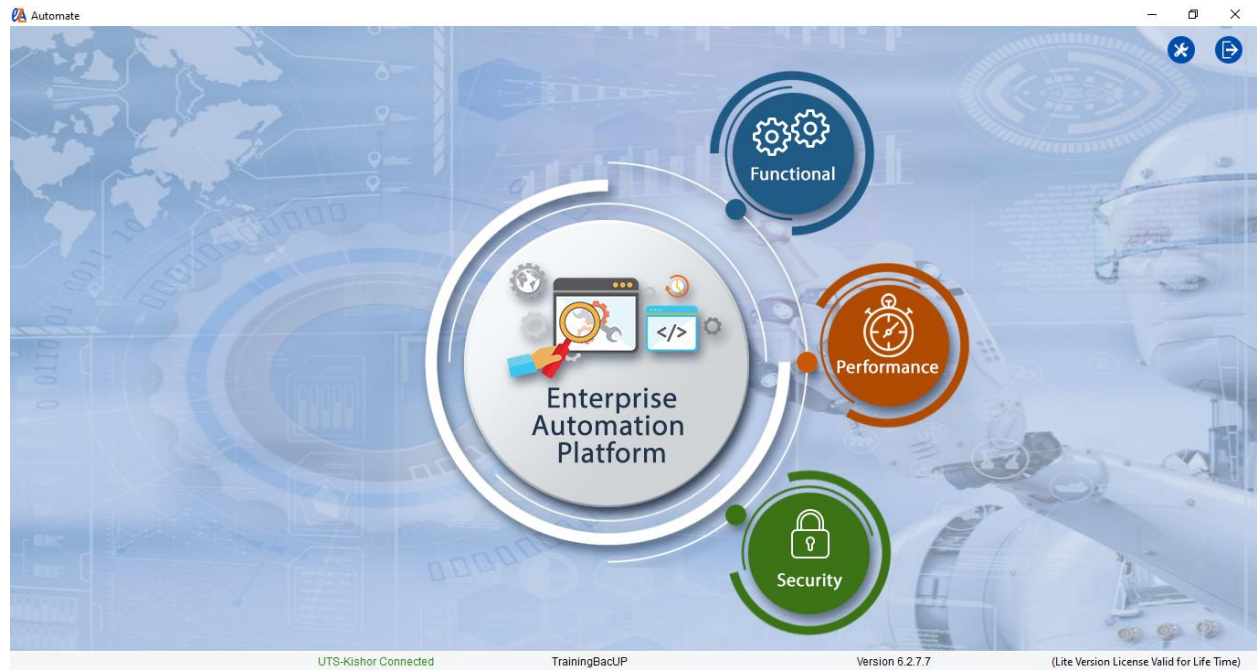 Automate
Functional
</>
Enterprise
Automation
Platform
Performance
Security
UTS-Kishor Connected
TrainingBacUP
Version 6.2.7.7
(Lite Version License Valid for Life Time)